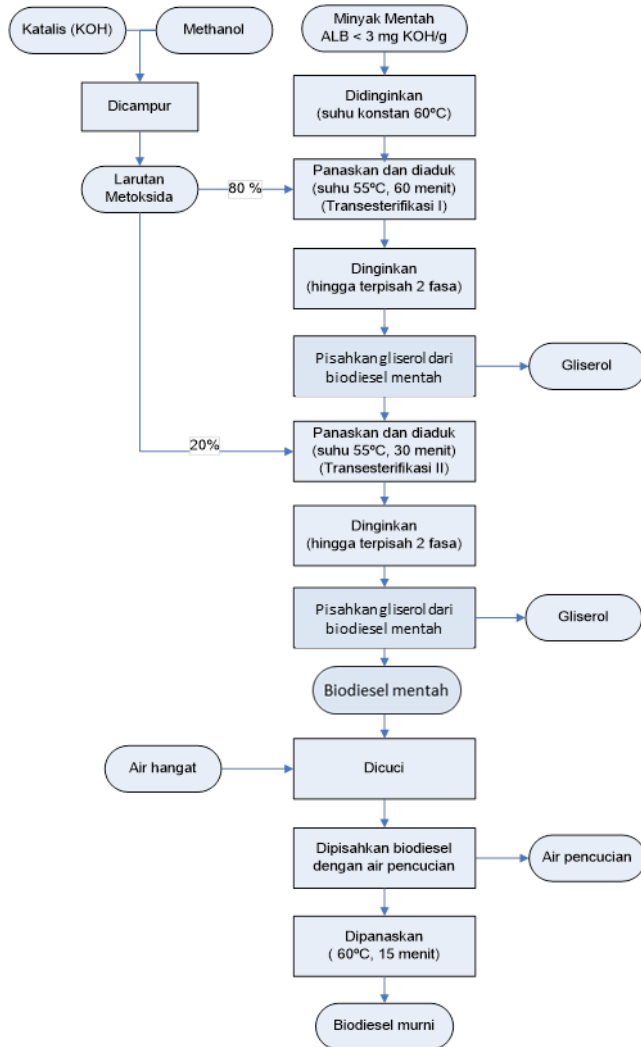 Katalis (KOH)
Methanol
Minyak Mentah
ALB < 3 mg KOH/g
Dicampur
Didinginkan
(suhu konstan 60ºC)
Larutan
Metoksida
80 %
Panaskan dan diaduk
(suhu 55ºC, 60 menit)
(Transesterifikasi I)
Dinginkan
(hingga terpisah 2 fasa)
Pisahkan gliserol dari
biodiesel mentah
Gliserol
20%
Panaskan dan diaduk
(suhu 55ºC, 30 menit)
(Transesterifikasi II)
Dinginkan
(hingga terpisah 2 fasa)
Pisahkan gliserol dari
biodiesel mentah
Gliserol
Biodiesel mentah
Air hangat
Dicuci
Dipisahkan biodiesel
dengan air pencucian
Air pencucian
Dipanaskan
( 60ºC, 15 menit)
Biodiesel murni